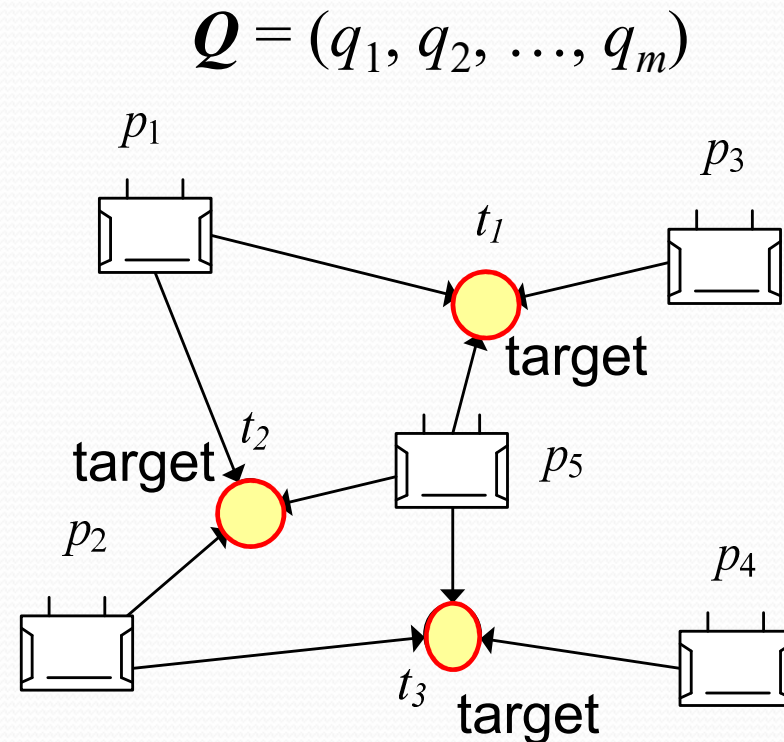 Q = (q₁, q₂, …, qₘ)
p₁
p₃
t₁
target
t₂
target
p₅
p₂
p₄
t₃
target